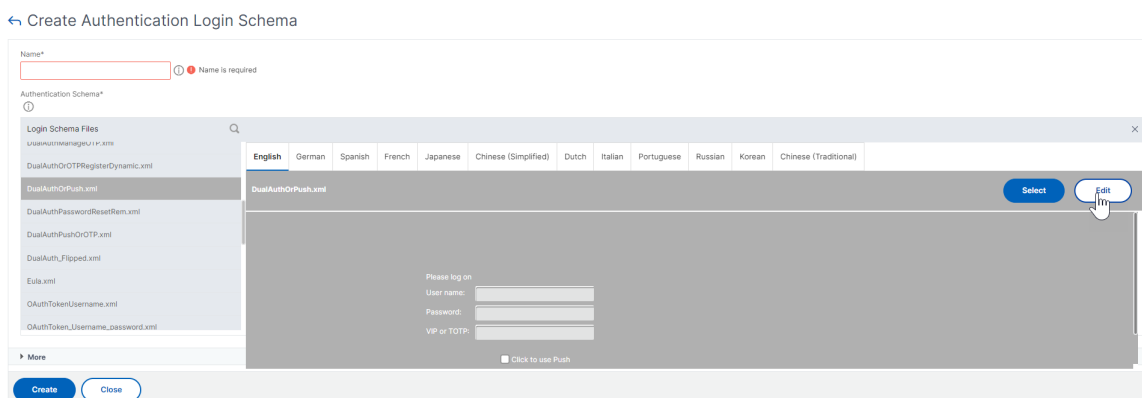 Create Authentication Login Schema
Name*
Name is required
Authentication Schema*
Login Schema Files
DualAuthManageOTP.xml
DualAuthOrOTPRegisterDynamic.xml
DualAuthOrPush.xml
DualAuthPasswordResetRem.xml
DualAuthPushOrOTP.xml
DualAuth_Flipped.xml
Eula.xml
OAuthTokenUsername.xml
OAuthToken_Username_password.xml
English German Spanish French Japanese Chinese (Simplified) Dutch Italian Portuguese Russian Korean Chinese (Traditional)
DualAuthOrPush.xml
Select Edit
Please log on
User name:
Password:
VIP or TOTP:
Click to use Push
More
Create Close